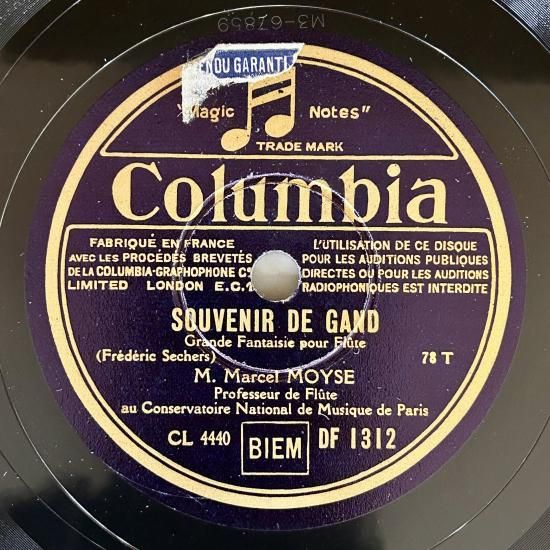 M3-67859
ENDU GARANTI
"Magic Notes"
TRADE MARK
Columbia
FABRIQUÉ EN FRANCE
AVEC LES PROCÉDÉS BREVETÉS
DE LA COLUMBIA-GRAPHOPHONE Cº
LIMITED LONDON E.C.1
L'UTILISATION DE CE DISQUE
POUR LES AUDITIONS PUBLIQUES
DIRECTES OU POUR LES AUDITIONS
RADIOPHONIQUES EST INTERDITE
SOUVENIR DE GAND
Grande Fantaisie pour Flûte
(Frédéric Sechers)
78 T
M. Marcel MOYSE
Professeur de Flûte
au Conservatoire National de Musique de Paris
CL 4440 BIEM DF 1312